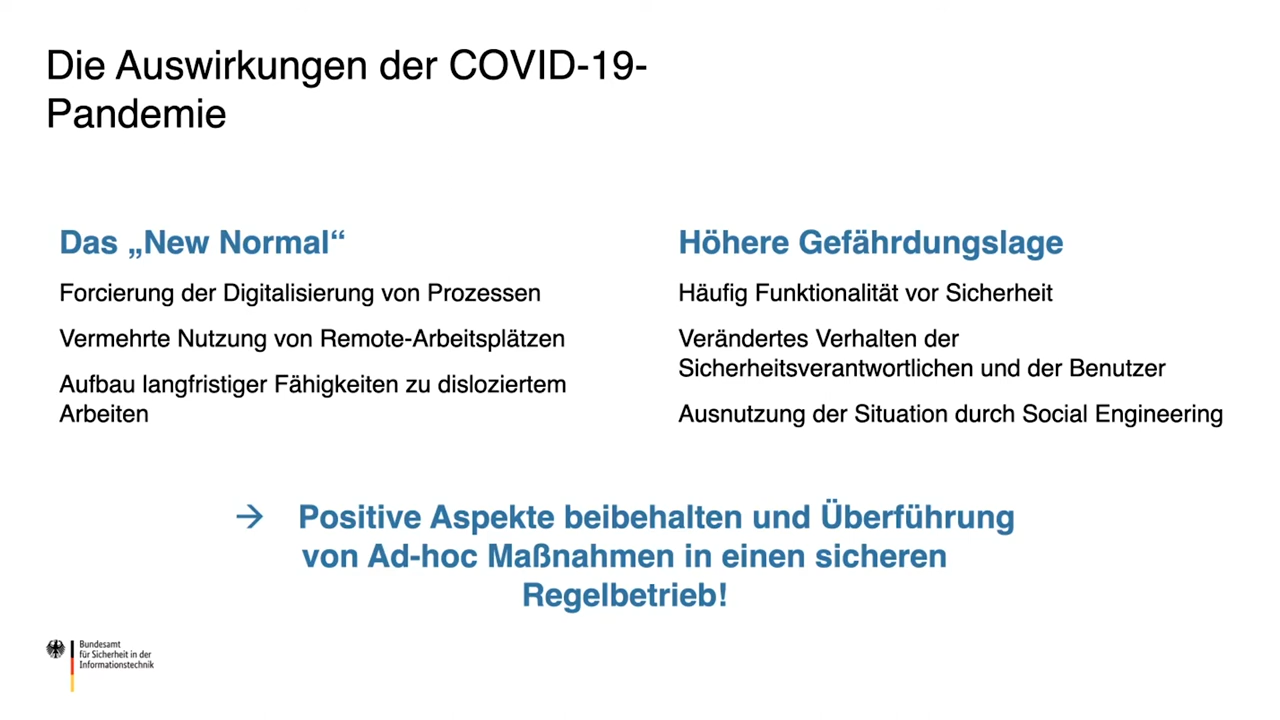 Die Auswirkungen der COVID-19-
Pandemie
Das „New Normal“
Forcierung der Digitalisierung von Prozessen
Vermehrte Nutzung von Remote-Arbeitsplätzen
Aufbau langfristiger Fähigkeiten zu disloziertem
Arbeiten
Höhere Gefährdungslage
Häufig Funktionalität vor Sicherheit
Verändertes Verhalten der
Sicherheitsverantwortlichen und der Benutzer
Ausnutzung der Situation durch Social Engineering
→ Positive Aspekte beibehalten und Überführung
von Ad-hoc Maßnahmen in einen sicheren
Regelbetrieb!
Bundesamt
für Sicherheit in der
Informationstechnik